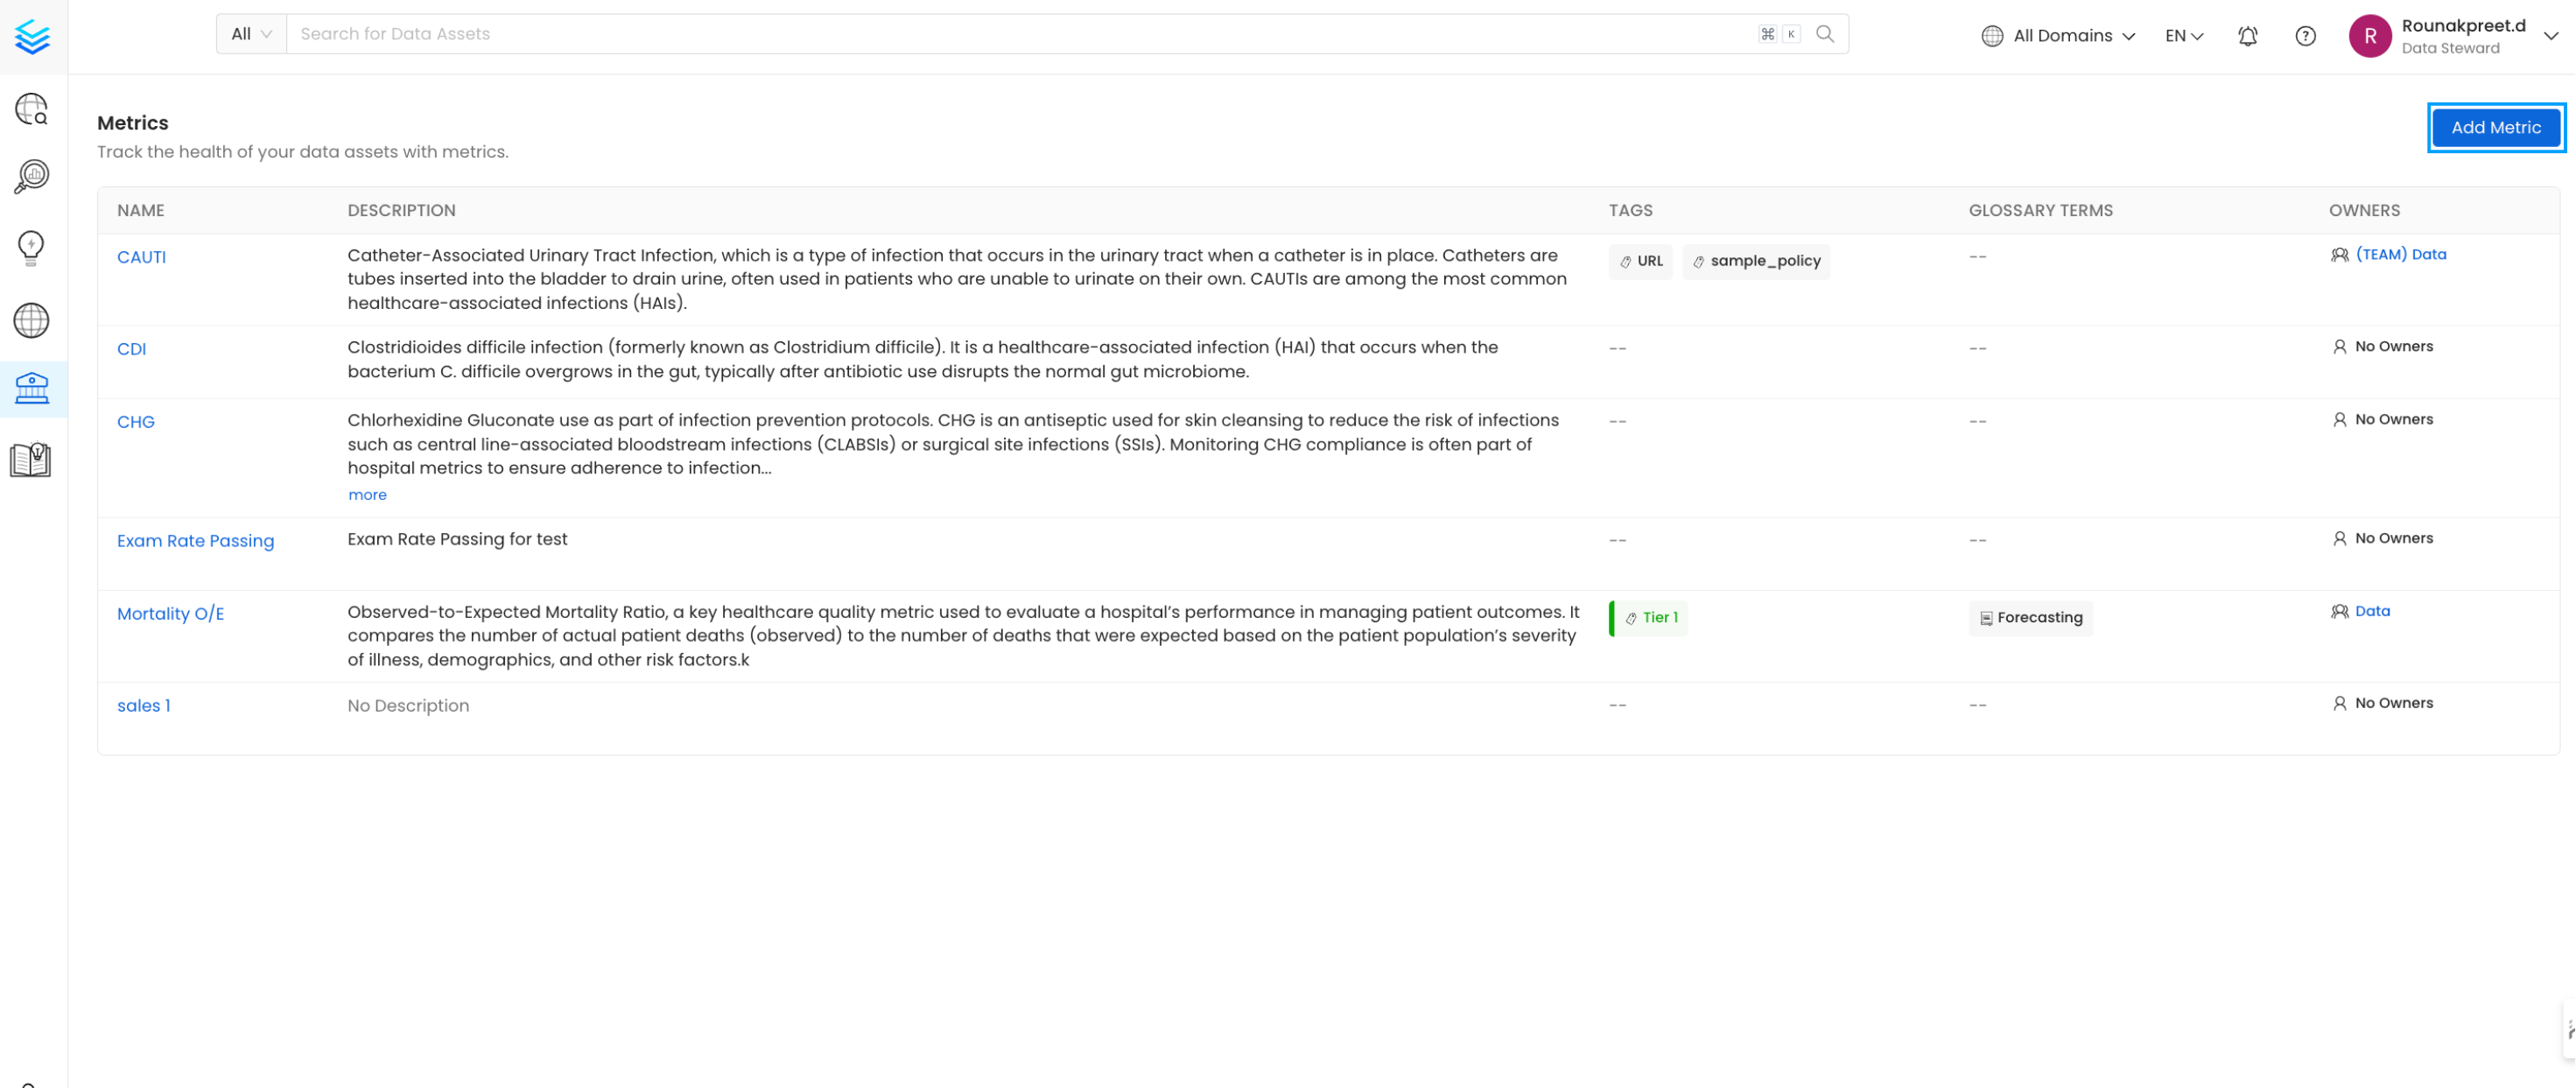 All
Search for Data Assets
⌘ K
All Domains
EN
R
Rounakpreet.d
Data Steward
Metrics
Track the health of your data assets with metrics.
Add Metric
NAME DESCRIPTION TAGS GLOSSARY TERMS OWNERS
CAUTI
Catheter-Associated Urinary Tract Infection, which is a type of infection that occurs in the urinary tract when a catheter is in place. Catheters are
tubes inserted into the bladder to drain urine, often used in patients who are unable to urinate on their own. CAUTIs are among the most common
healthcare-associated infections (HAIs).
URL sample_policy
--
(TEAM) Data
CDI
Clostridioides difficile infection (formerly known as Clostridium difficile). It is a healthcare-associated infection (HAI) that occurs when the
bacterium C. difficile overgrows in the gut, typically after antibiotic use disrupts the normal gut microbiome.
--
--
No Owners
CHG
Chlorhexidine Gluconate use as part of infection prevention protocols. CHG is an antiseptic used for skin cleansing to reduce the risk of infections
such as central line-associated bloodstream infections (CLABSIs) or surgical site infections (SSIs). Monitoring CHG compliance is often part of
hospital metrics to ensure adherence to infection...
more
--
--
No Owners
Exam Rate Passing
Exam Rate Passing for test
--
--
No Owners
Mortality O/E
Observed-to-Expected Mortality Ratio, a key healthcare quality metric used to evaluate a hospital's performance in managing patient outcomes. It
compares the number of actual patient deaths (observed) to the number of deaths that were expected based on the patient population's severity
of illness, demographics, and other risk factors.k
Tier 1
Forecasting
Data
sales 1
No Description
--
--
No Owners